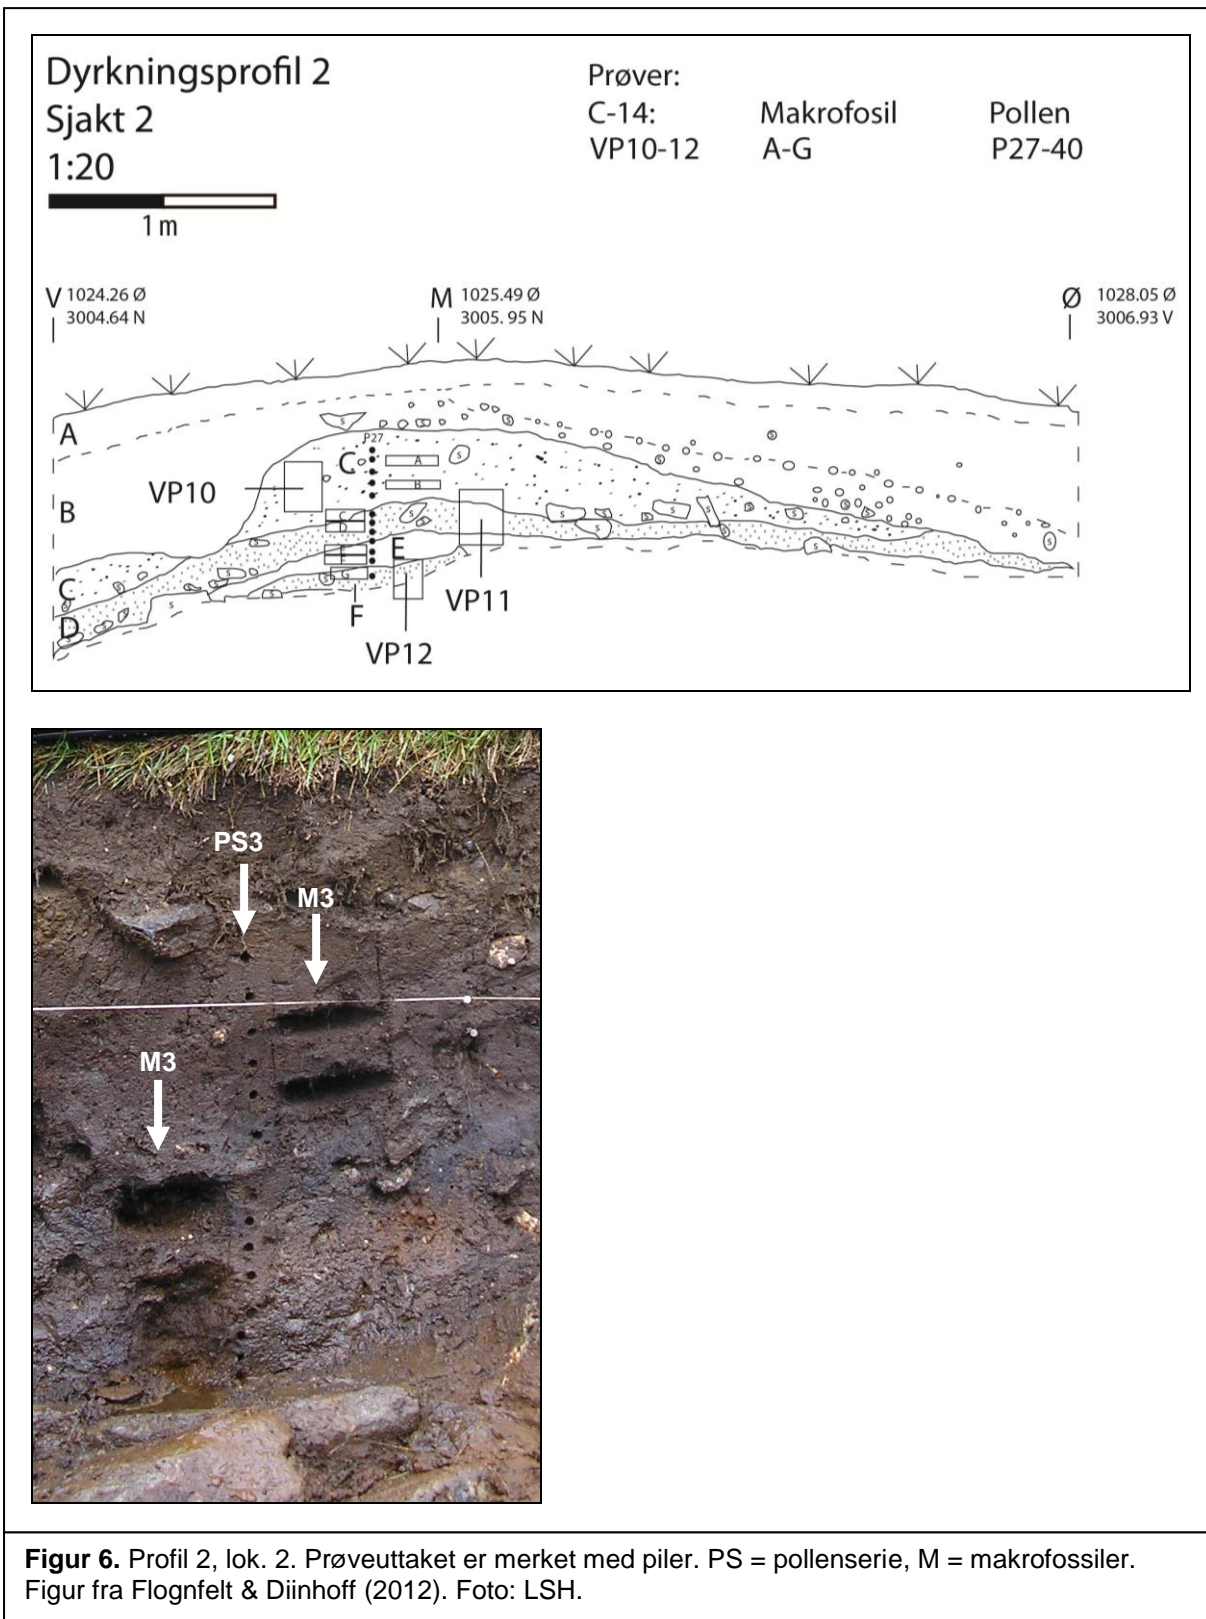 Dyrkningsprofil 2
Sjakt 2
1:20
1 m
Prøver:
C-14: Makrofosil Pollen
VP10-12 A-G P27-40
V 1024.26 Ø
3004.64 N
M 1025.49 Ø
3005. 95 N
Ø 1028.05 Ø
3006.93 V
A
B
C
D
P27
C
A
B
C
D
F
G
E
F
VP10
VP11
VP12
PS3
M3
M3
Figur 6. Profil 2, lok. 2. Prøveuttaket er merket med piler. PS = pollenserie, M = makrofossiler.
Figur fra Flognfelt & Diinhoff (2012). Foto: LSH.